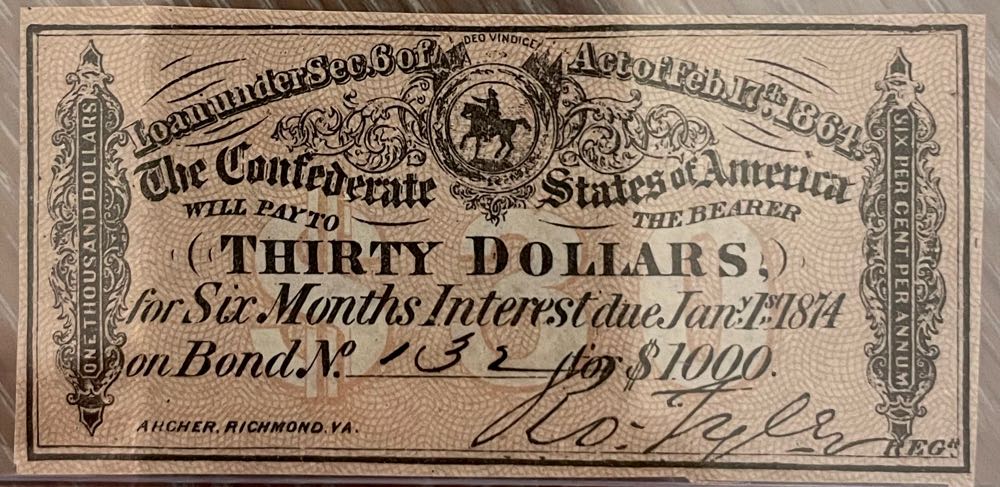 DEO VINDICE
Loan under Sec. 6 of Act of Feb. 17th 1864.
The Confederate States of America
WILL PAY TO THE BEARER
THIRTY DOLLARS,
for Six Months Interest due Jany. 1st 1874
on Bond No. 132 for $1000.
Ro. Tyler
REGR
ARCHER, RICHMOND, VA.
ONE THOUSAND DOLLARS
SIX PER CENT PER ANNUM
$30